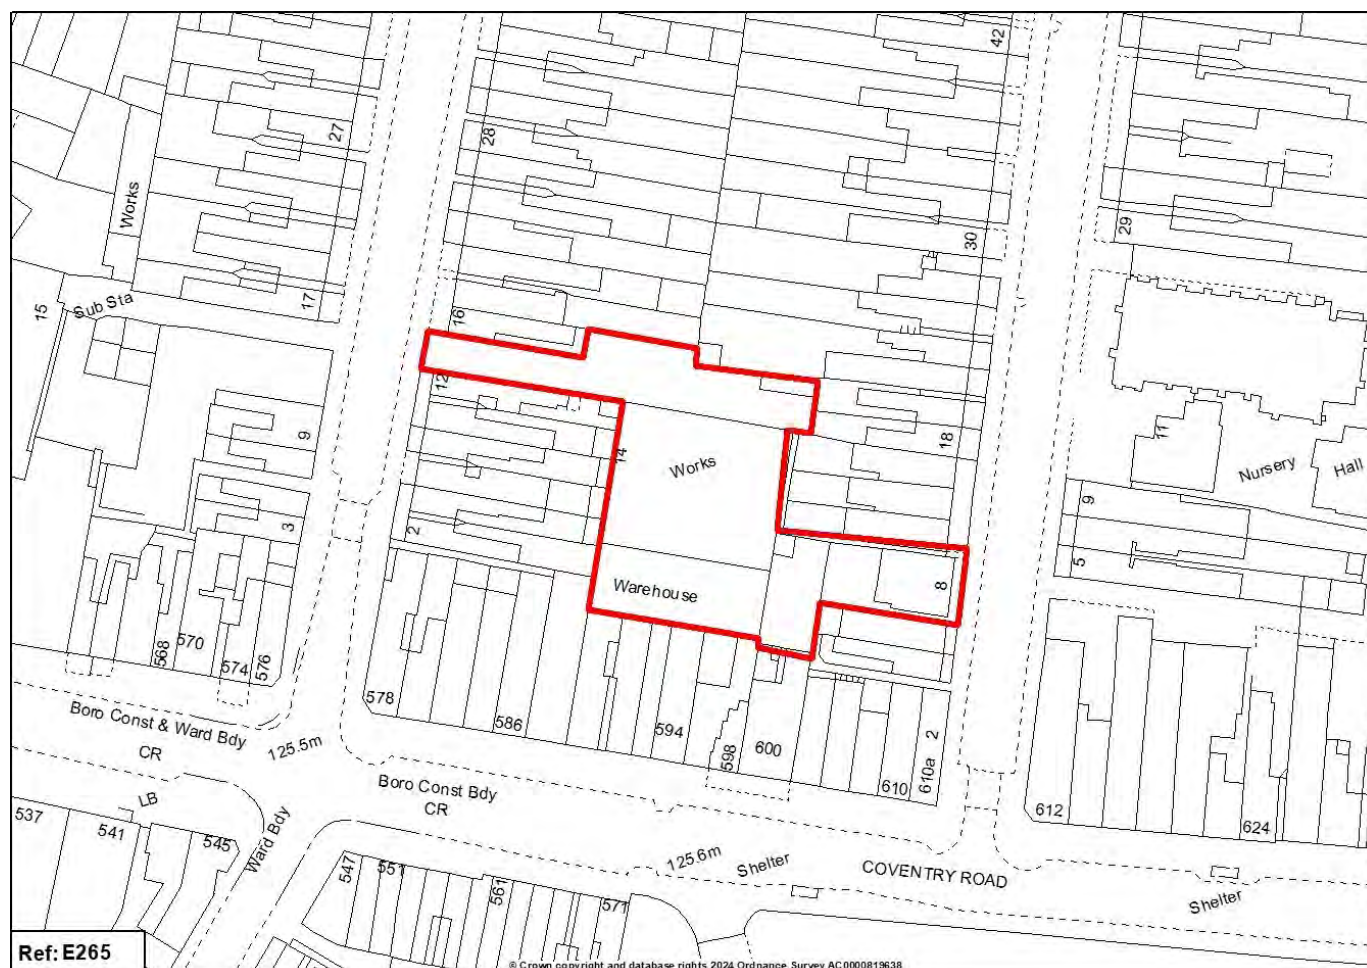 42
27
28
Works
30
29
17
15
Sub Sta
16
12
9
18
11
14
Works
Nursery
Hall
3
2
9
5
8
Warehouse
568
570
574
576
578
586
594
598
600
610
610a
2
612
624
Boro Const & Ward Bdy
CR
125.5m
Boro Const Bdy
CR
LB
537
541
545
Ward Bdy
547
551
561
571
125.6m
Shelter
COVENTRY ROAD
Shelter
Ref: E265
© Crown copyright and database rights 2024 Ordnance Survey AC0000819638